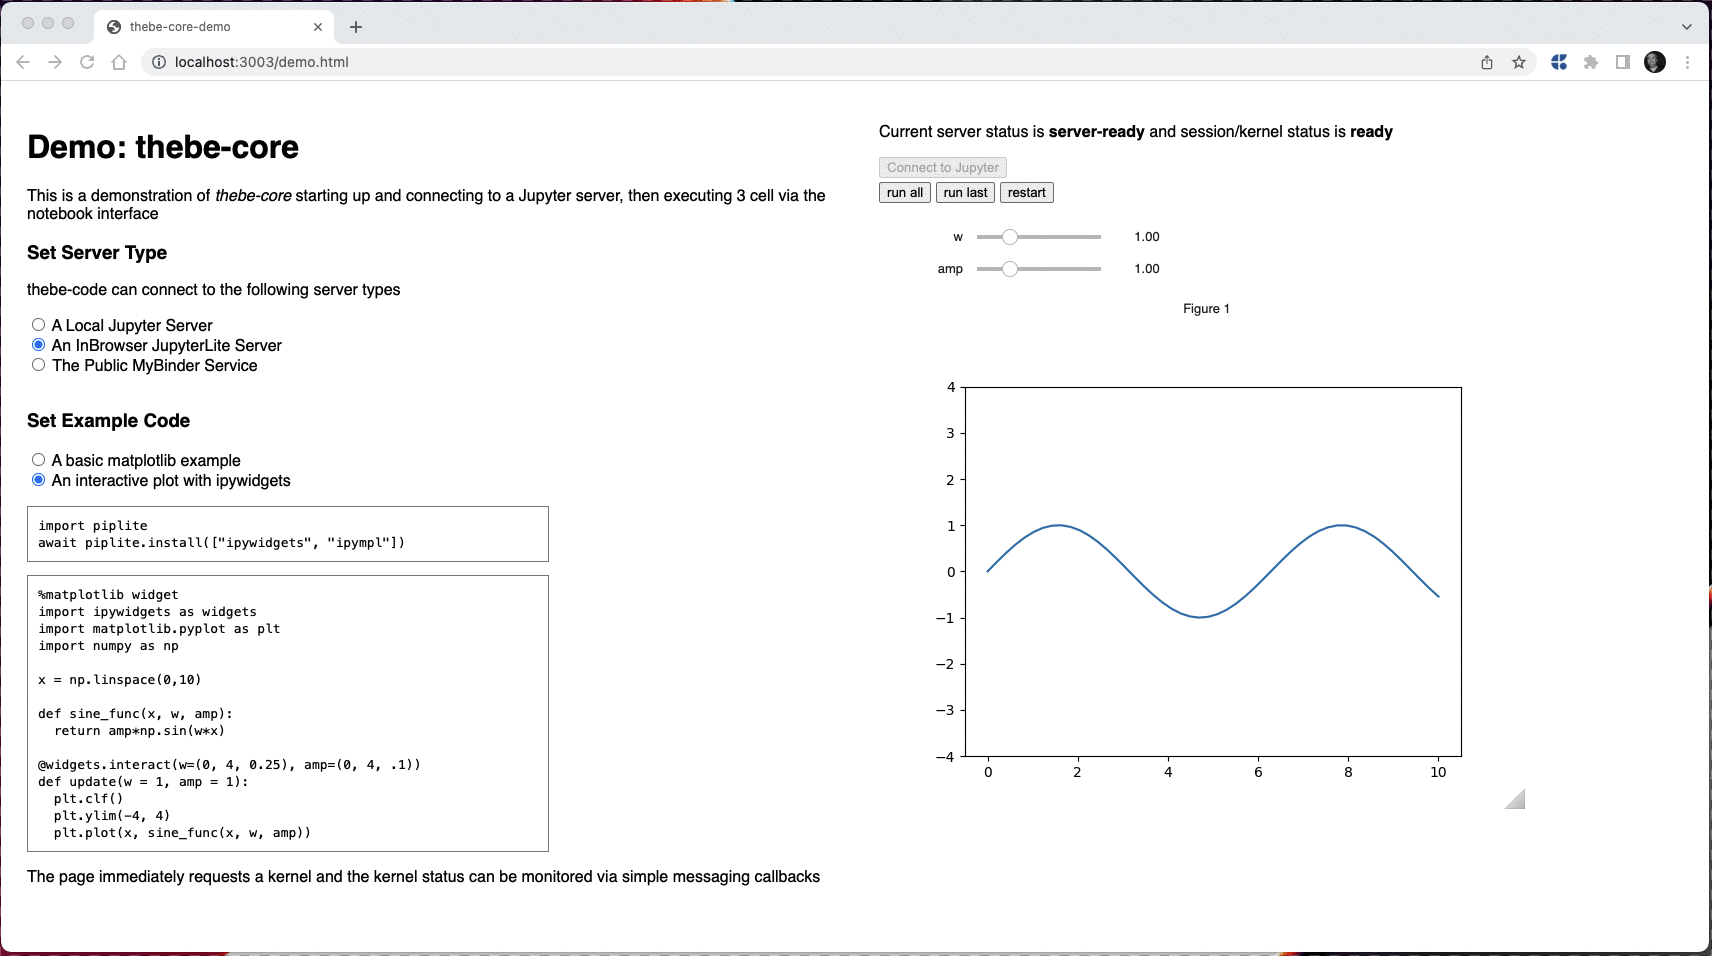 thebe-core-demo
localhost:3003/demo.html
Demo: thebe-core
This is a demonstration of thebe-core starting up and connecting to a Jupyter server, then executing 3 cell via the
notebook interface
Set Server Type
thebe-code can connect to the following server types
A Local Jupyter Server
An InBrowser JupyterLite Server
The Public MyBinder Service
Set Example Code
A basic matplotlib example
An interactive plot with ipywidgets
import piplite
await piplite.install(["ipywidgets", "ipympl"])
%matplotlib widget
import ipywidgets as widgets
import matplotlib.pyplot as plt
import numpy as np
x = np.linspace(0,10)
def sine_func(x, w, amp):
  return amp*np.sin(w*x)
@widgets.interact(w=(0, 4, 0.25), amp=(0, 4, .1))
def update(w = 1, amp = 1):
  plt.clf()
  plt.ylim(-4, 4)
  plt.plot(x, sine_func(x, w, amp))
The page immediately requests a kernel and the kernel status can be monitored via simple messaging callbacks
Current server status is server-ready and session/kernel status is ready
Connect to Jupyter
run all run last restart
w 1.00
amp 1.00
Figure 1
4
3
2
1
0
−1
−2
−3
−4
0 2 4 6 8 10